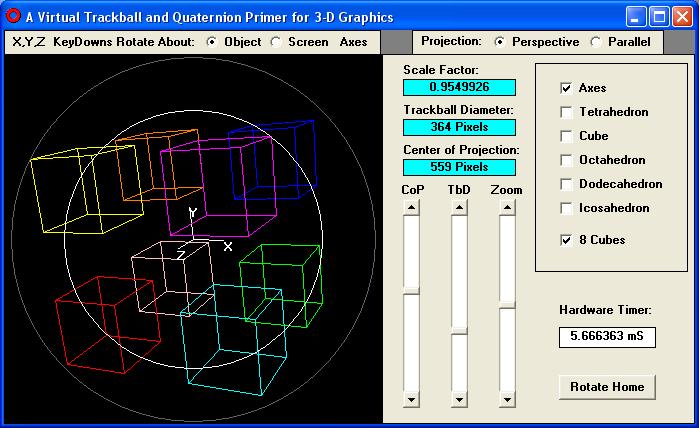 A Virtual Trackball and Quaternion Primer for 3-D Graphics
X,Y,Z KeyDowns Rotate About: Object Screen Axes
Projection: Perspective Parallel
Scale Factor:
0.9549926
Trackball Diameter:
364 Pixels
Center of Projection:
559 Pixels
CoP TbD Zoom
Axes
Tetrahedron
Cube
Octahedron
Dodecahedron
Icosahedron
8 Cubes
Hardware Timer:
5.666363 mS
Rotate Home
Y
X
Z